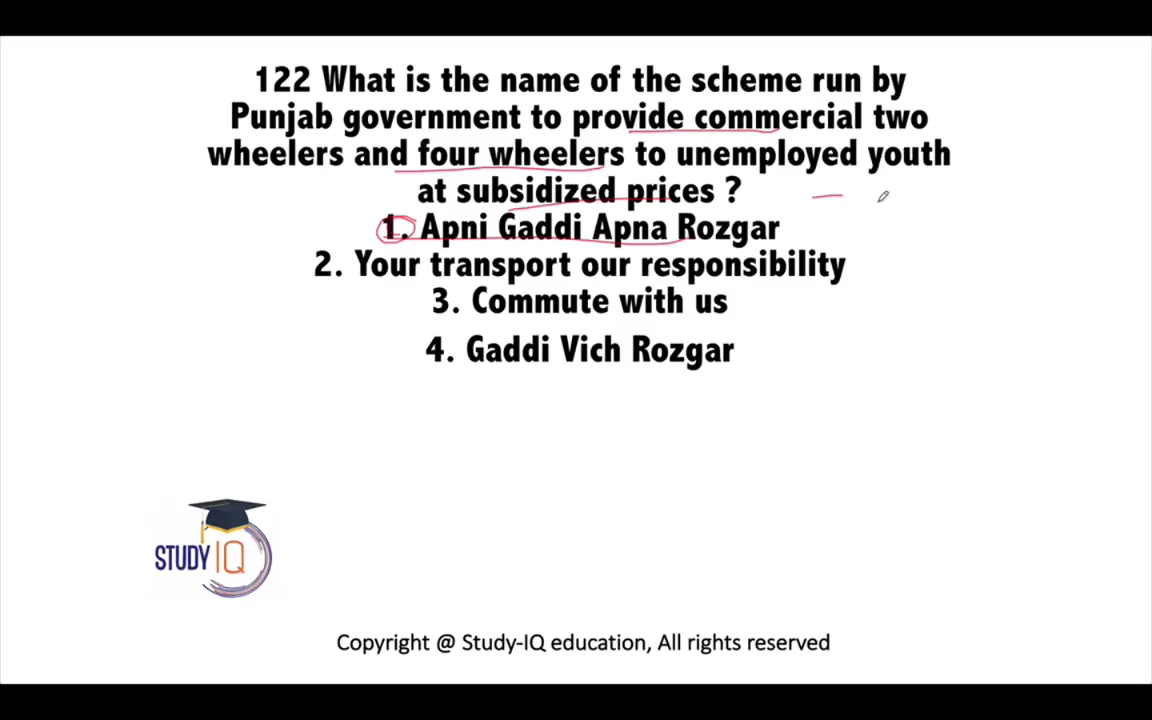 122 What is the name of the scheme run by
Punjab government to provide commercial two
wheelers and four wheelers to unemployed youth
at subsidized prices ?
1. Apni Gaddi Apna Rozgar
2. Your transport our responsibility
3. Commute with us
4. Gaddi Vich Rozgar
STUDY IQ
Copyright @ Study-IQ education, All rights reserved